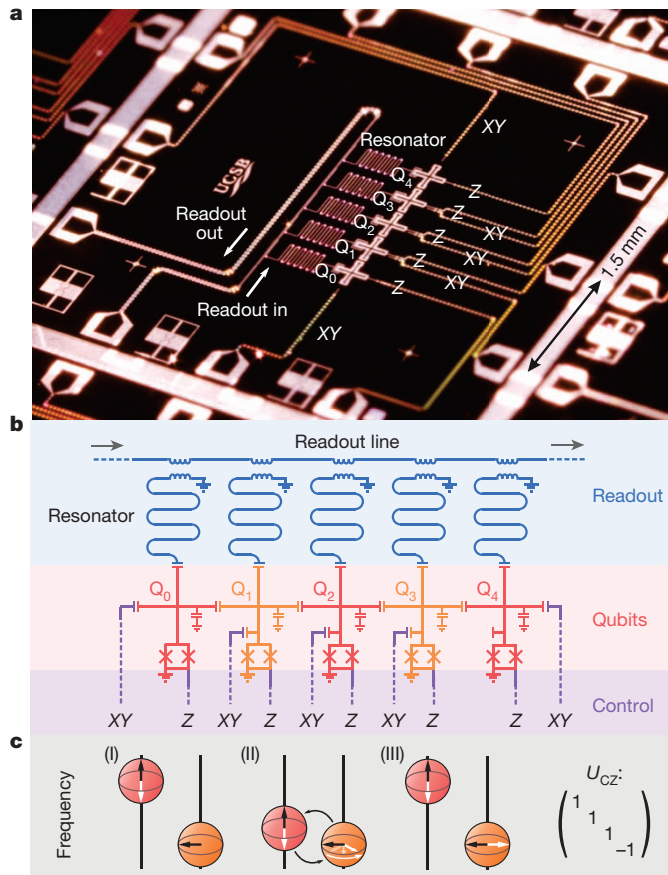 a
XY
Resonator
UCSB
Q4
Z
Q3
Z
XY
Readout
out
Q2
Z
XY
Q1
Z
XY
Q0
Z
1.5 mm
Readout in
XY
b
Readout line
Resonator
Readout
Q0 Q1 Q2 Q3 Q4
Qubits
Control
XY Z XY Z XY Z XY Z Z XY
c
(I) (II) (III)
UCZ:
Frequency
1
1
1
−1